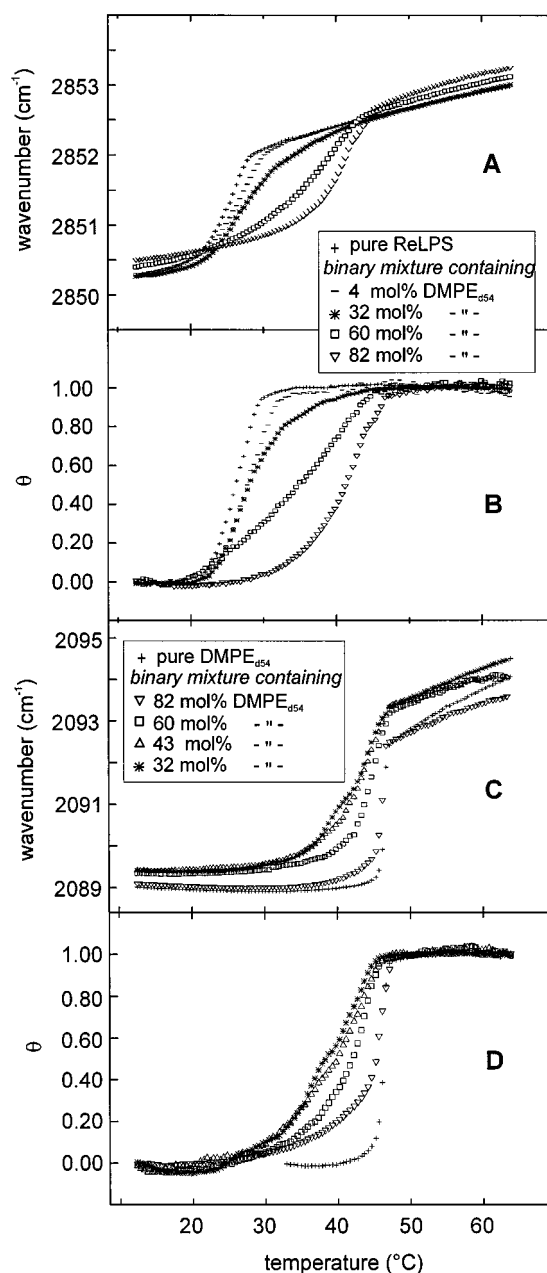 2853
2852
2851
2850
wavenumber (cm⁻¹)
A
+ pure ReLPS
binary mixture containing
– 4 mol% DMPEd54
✳ 32 mol% - " -
□ 60 mol% - " -
▽ 82 mol% - " -
1.00
0.80
0.60
0.40
0.20
0.00
θ
B
2095
2093
2091
2089
wavenumber (cm⁻¹)
+ pure DMPEd54
binary mixture containing
▽ 82 mol% DMPEd54
□ 60 mol% - " -
△ 43 mol% - " -
✳ 32 mol% - " -
C
1.00
0.80
0.60
0.40
0.20
0.00
θ
D
20 30 40 50 60
temperature (°C)